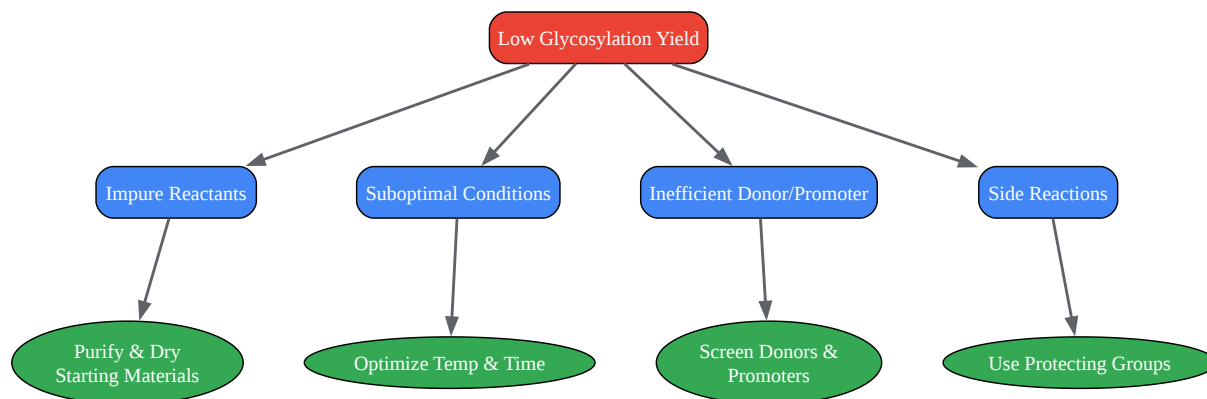 Low Glycosylation Yield
Impure Reactants
Suboptimal Conditions
Inefficient Donor/Promoter
Side Reactions
Purify & Dry
Starting Materials
Optimize Temp & Time
Screen Donors &
Promoters
Use Protecting Groups